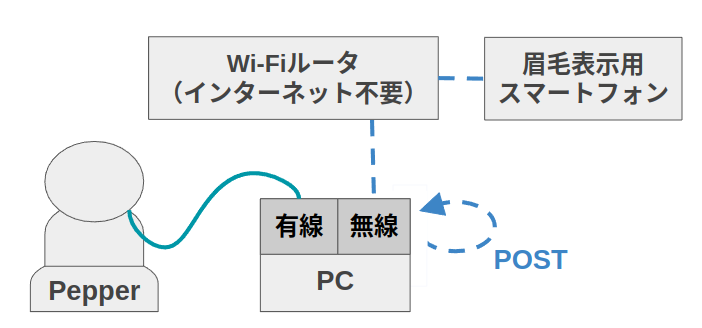 Wi-Fiルータ
（インターネット不要）
眉毛表示用
スマートフォン
有線
無線
PC
POST
Pepper